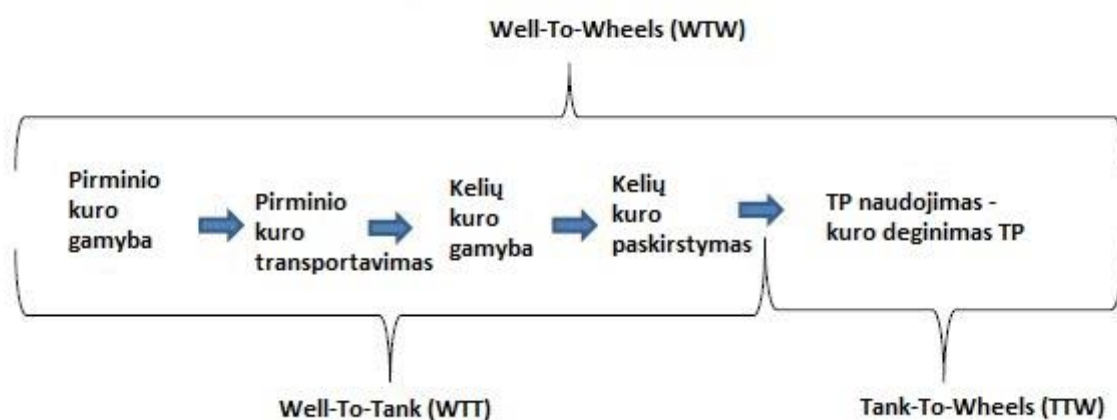 Well-To-Wheels (WTW)
Pirminio
kuro
gamyba
Pirminio
kuro
transportavimas
Kelių
kuro
gamyba
Kelių
kuro
paskirstymas
TP naudojimas -
kuro deginimas TP
Well-To-Tank (WTT)
Tank-To-Wheels (TTW)